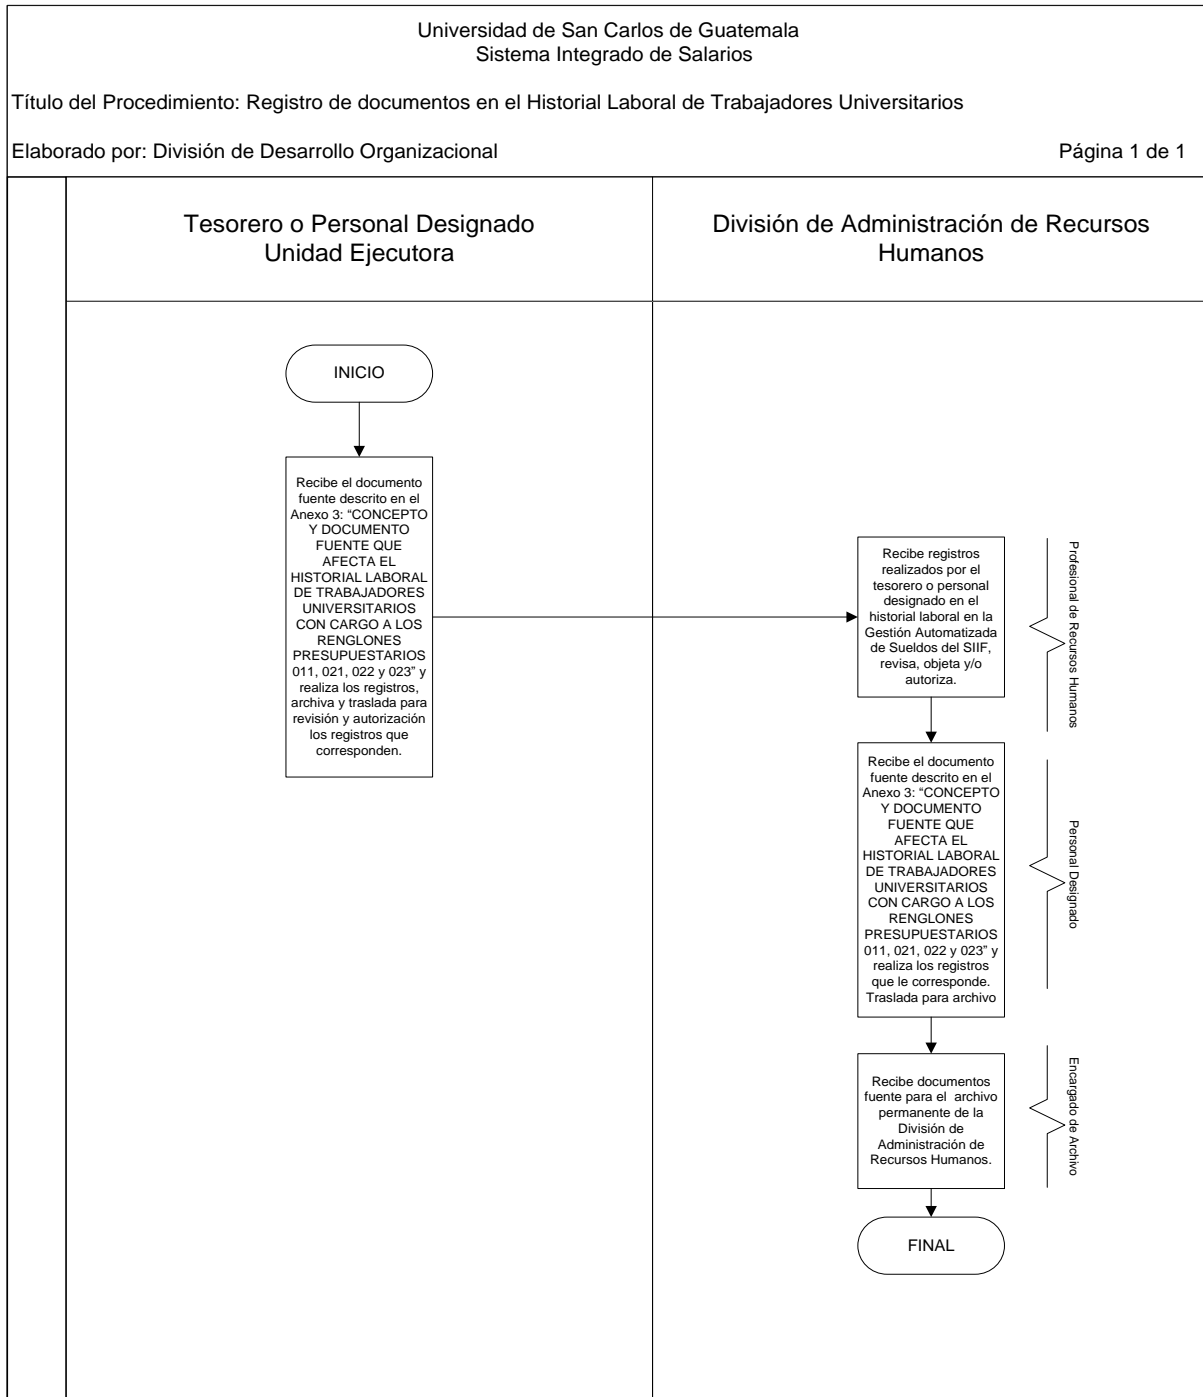 Universidad de San Carlos de Guatemala
Sistema Integrado de Salarios
Título del Procedimiento: Registro de documentos en el Historial Laboral de Trabajadores Universitarios
Elaborado por: División de Desarrollo Organizacional
Página 1 de 1
Tesorero o Personal Designado
Unidad Ejecutora
División de Administración de Recursos
Humanos
INICIO
Recibe el documento
fuente descrito en el
Anexo 3: “CONCEPTO
Y DOCUMENTO
FUENTE QUE
AFECTA EL
HISTORIAL LABORAL
DE TRABAJADORES
UNIVERSITARIOS
CON CARGO A LOS
RENGLONES
PRESUPUESTARIOS
011, 021, 022 y 023” y
realiza los registros,
archiva y traslada para
revisión y autorización
los registros que
corresponden.
Recibe registros
realizados por el
tesorero o personal
designado en el
historial laboral en la
Gestión Automatizada
de Sueldos del SIIF,
revisa, objeta y/o
autoriza.
Profesional de Recursos Humanos
Recibe el documento
fuente descrito en el
Anexo 3: “CONCEPTO
Y DOCUMENTO
FUENTE QUE
AFECTA EL
HISTORIAL LABORAL
DE TRABAJADORES
UNIVERSITARIOS
CON CARGO A LOS
RENGLONES
PRESUPUESTARIOS
011, 021, 022 y 023” y
realiza los registros
que le corresponde.
Traslada para archivo
Personal Designado
Recibe documentos
fuente para el archivo
permanente de la
División de
Administración de
Recursos Humanos.
Encargado de Archivo
FINAL